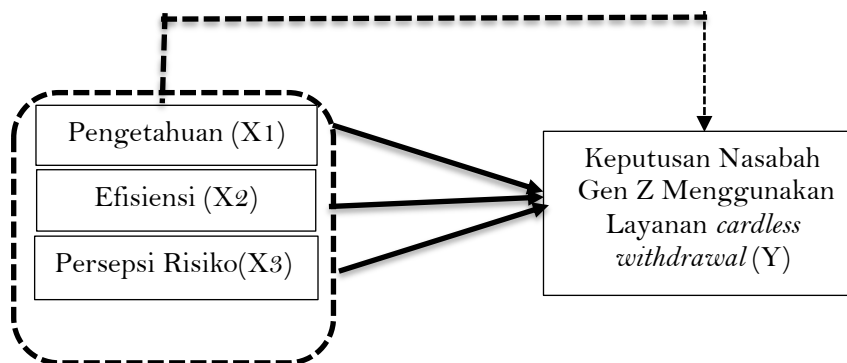 Pengetahuan (X1)
Efisiensi (X2)
Persepsi Risiko(X3)
Keputusan Nasabah
Gen Z Menggunakan
Layanan cardless
withdrawal (Y)